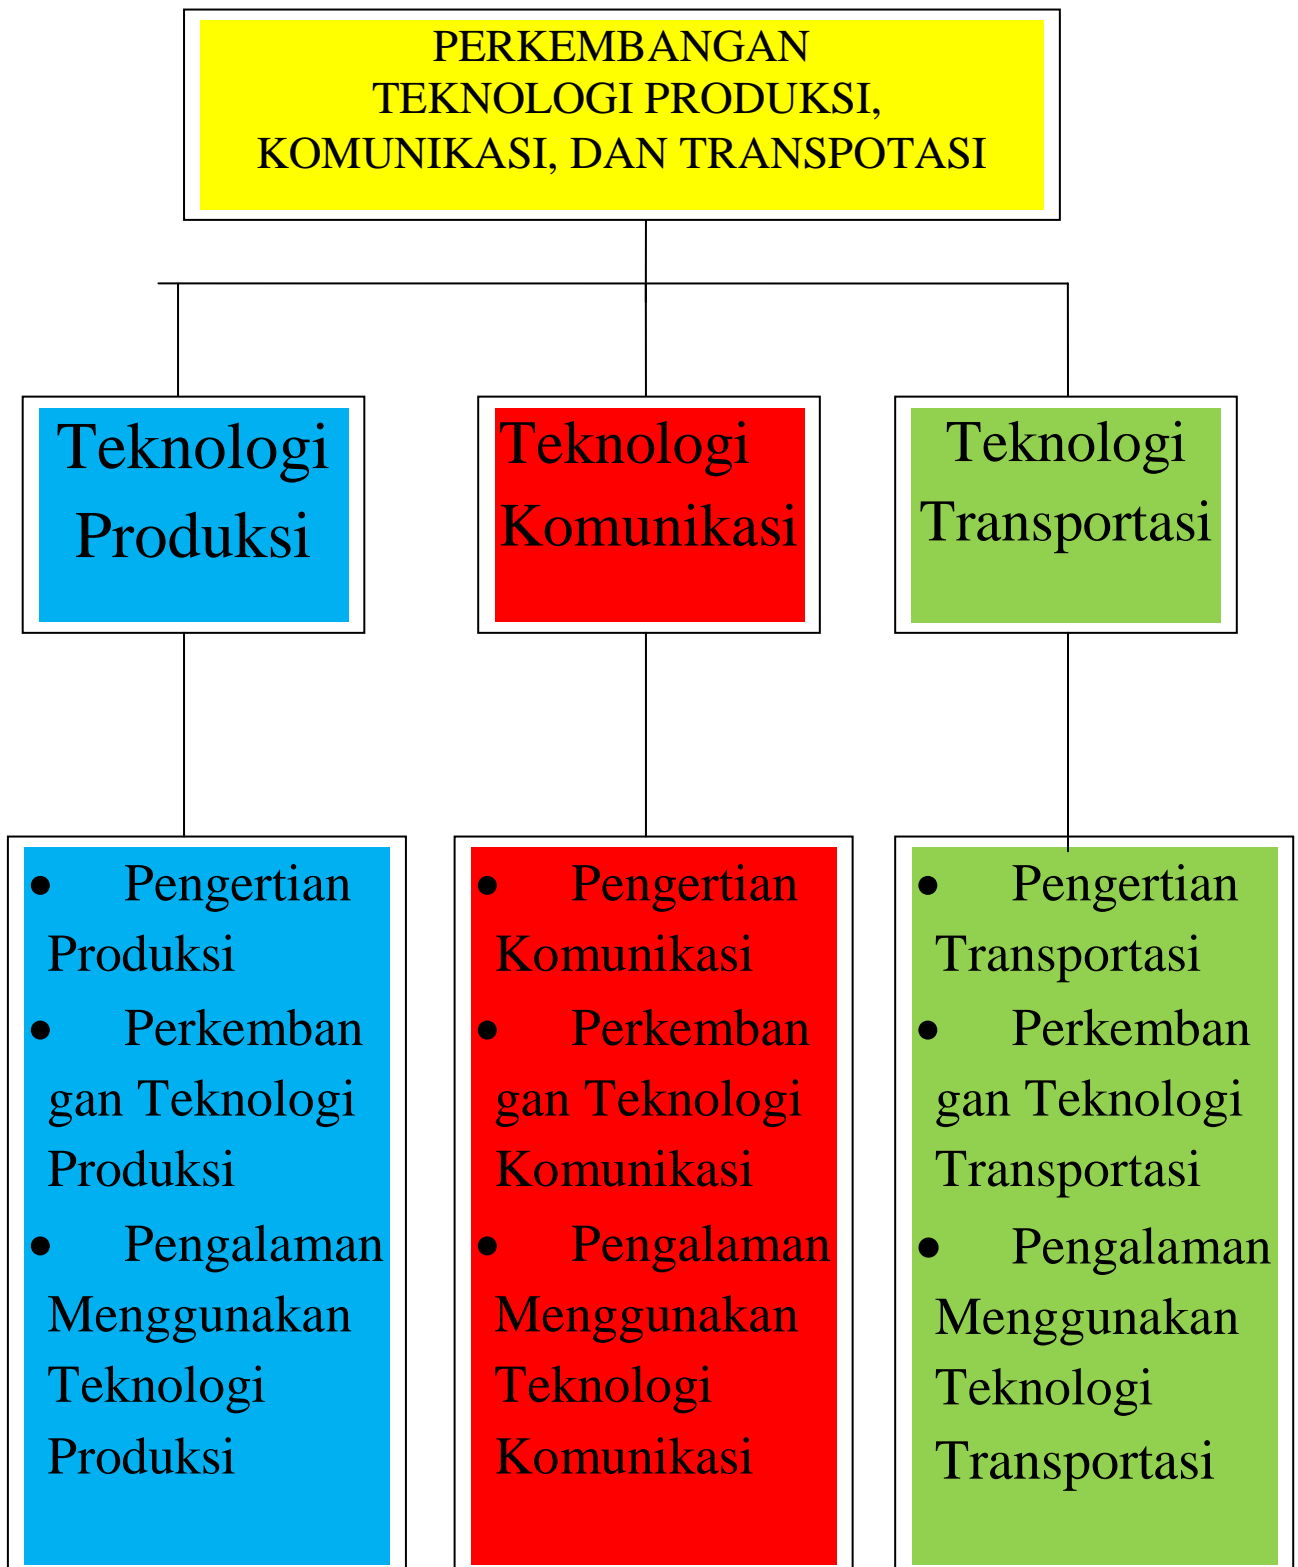 PERKEMBANGAN
TEKNOLOGI PRODUKSI,
KOMUNIKASI, DAN TRANSPOTASI
Teknologi
Produksi
Teknologi
Komunikasi
Teknologi
Transportasi
• Pengertian
Produksi
• Perkemban
gan Teknologi
Produksi
• Pengalaman
Menggunakan
Teknologi
Produksi
• Pengertian
Komunikasi
• Perkemban
gan Teknologi
Komunikasi
• Pengalaman
Menggunakan
Teknologi
Komunikasi
• Pengertian
Transportasi
• Perkemban
gan Teknologi
Transportasi
• Pengalaman
Menggunakan
Teknologi
Transportasi